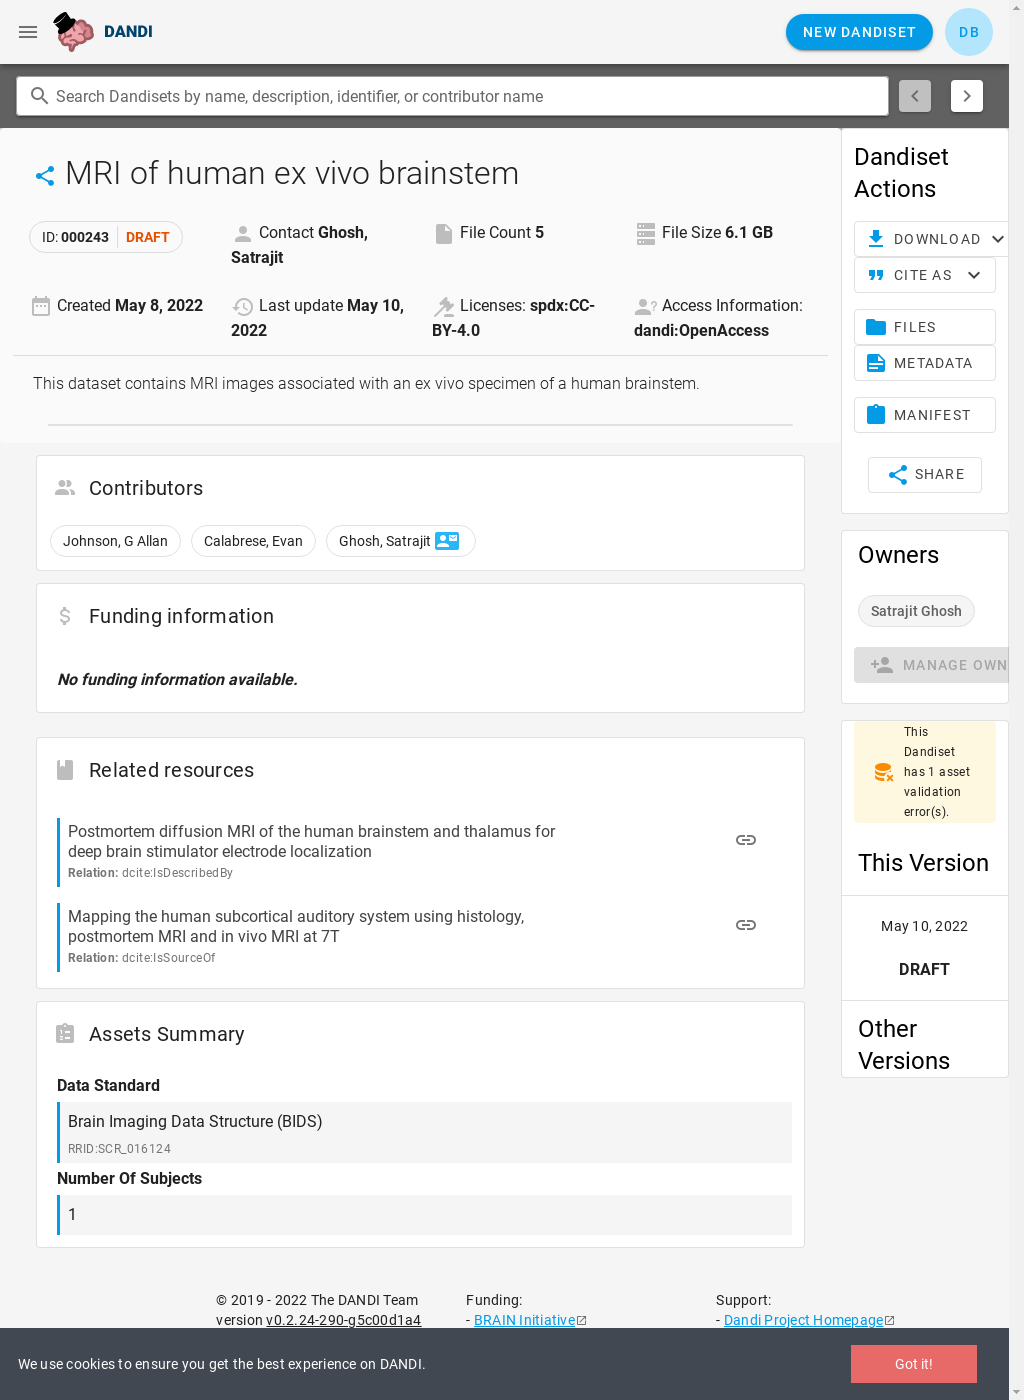 DANDI
NEW DANDISET
DB
Search Dandisets by name, description, identifier, or contributor name
MRI of human ex vivo brainstem
ID: 000243 DRAFT
Contact Ghosh,
Satrajit
File Count 5
File Size 6.1 GB
Created May 8, 2022
Last update May 10,
2022
Licenses: spdx:CC-
BY-4.0
Access Information:
dandi:OpenAccess
This dataset contains MRI images associated with an ex vivo specimen of a human brainstem.
Contributors
Johnson, G Allan
Calabrese, Evan
Ghosh, Satrajit
Funding information
No funding information available.
Related resources
Postmortem diffusion MRI of the human brainstem and thalamus for
deep brain stimulator electrode localization
Relation: dcite:IsDescribedBy
Mapping the human subcortical auditory system using histology,
postmortem MRI and in vivo MRI at 7T
Relation: dcite:IsSourceOf
Assets Summary
Data Standard
Brain Imaging Data Structure (BIDS)
RRID:SCR_016124
Number Of Subjects
1
Dandiset
Actions
DOWNLOAD
CITE AS
FILES
METADATA
MANIFEST
SHARE
Owners
Satrajit Ghosh
MANAGE OWN
This
Dandiset
has 1 asset
validation
error(s).
This Version
May 10, 2022
DRAFT
Other
Versions
© 2019 - 2022 The DANDI Team
version v0.2.24-290-g5c00d1a4
Funding:
- BRAIN Initiative
Support:
- Dandi Project Homepage
We use cookies to ensure you get the best experience on DANDI.
Got it!